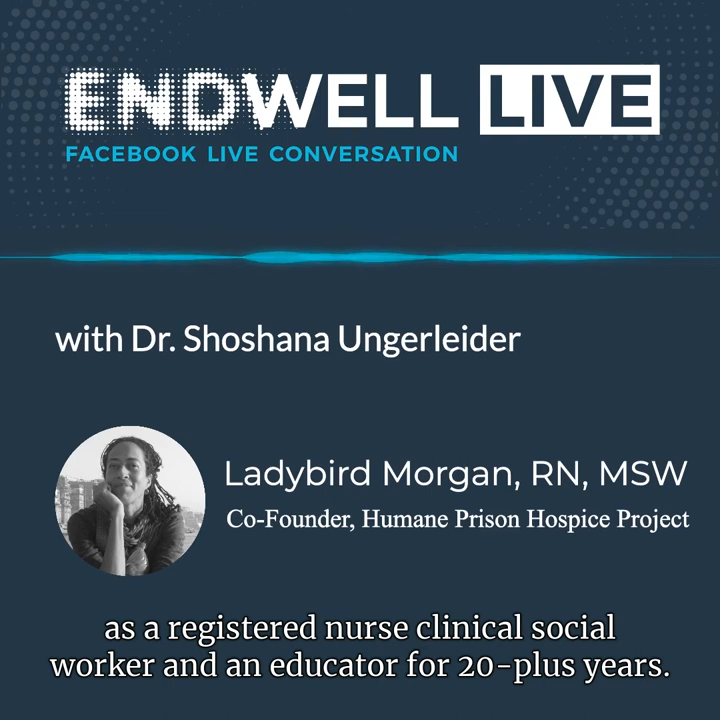 ENDWELL LIVE
FACEBOOK LIVE CONVERSATION
with Dr. Shoshana Ungerleider
Ladybird Morgan, RN, MSW
Co-Founder, Humane Prison Hospice Project
as a registered nurse clinical social
worker and an educator for 20-plus years.